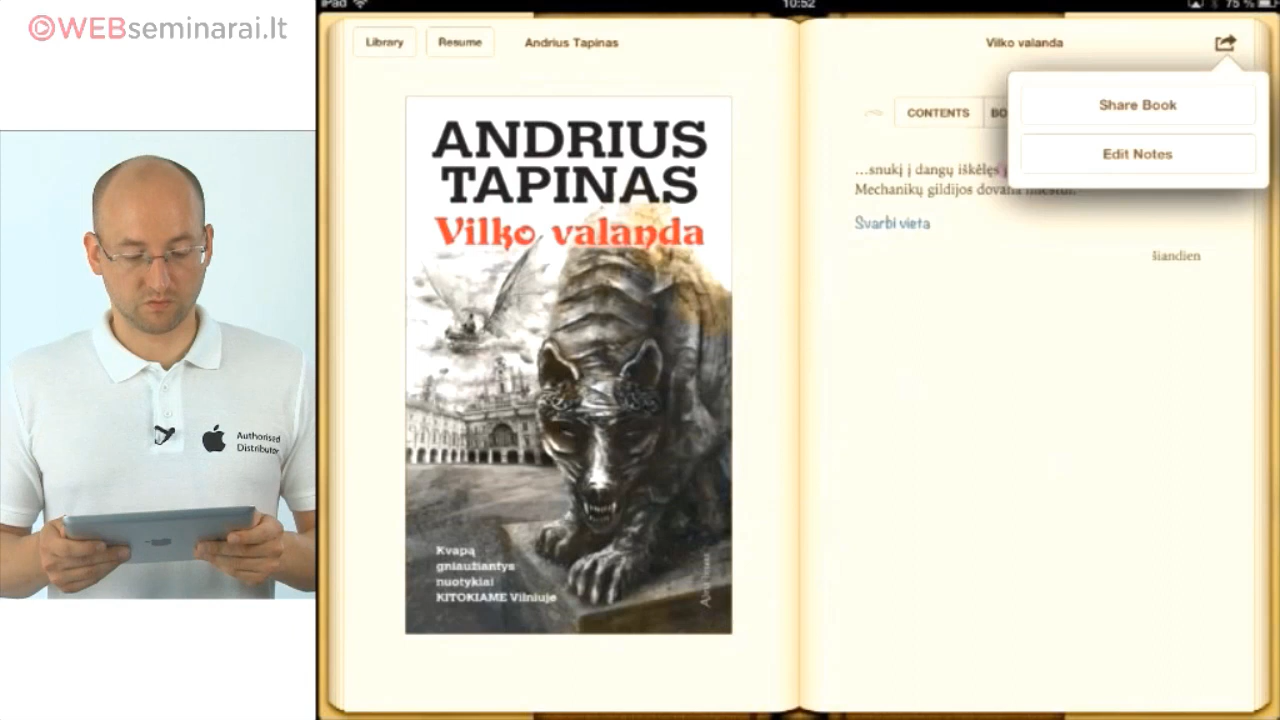 WEBseminarai.lt
Authorised
Distributor
iPad
10:52
75 %
Library
Resume
Andrius Tapinas
Vilko valanda
Share Book
Edit Notes
CONTENTS
BO
ANDRIUS
TAPINAS
Vilko valanda
Kvapą
gniaužiantys
nuotykiai
KITOKIAME Vilniuje
...snukį į dangų iškėlęs
Mechanikų gildijos dovana miestui.
Svarbi vieta
šiandien